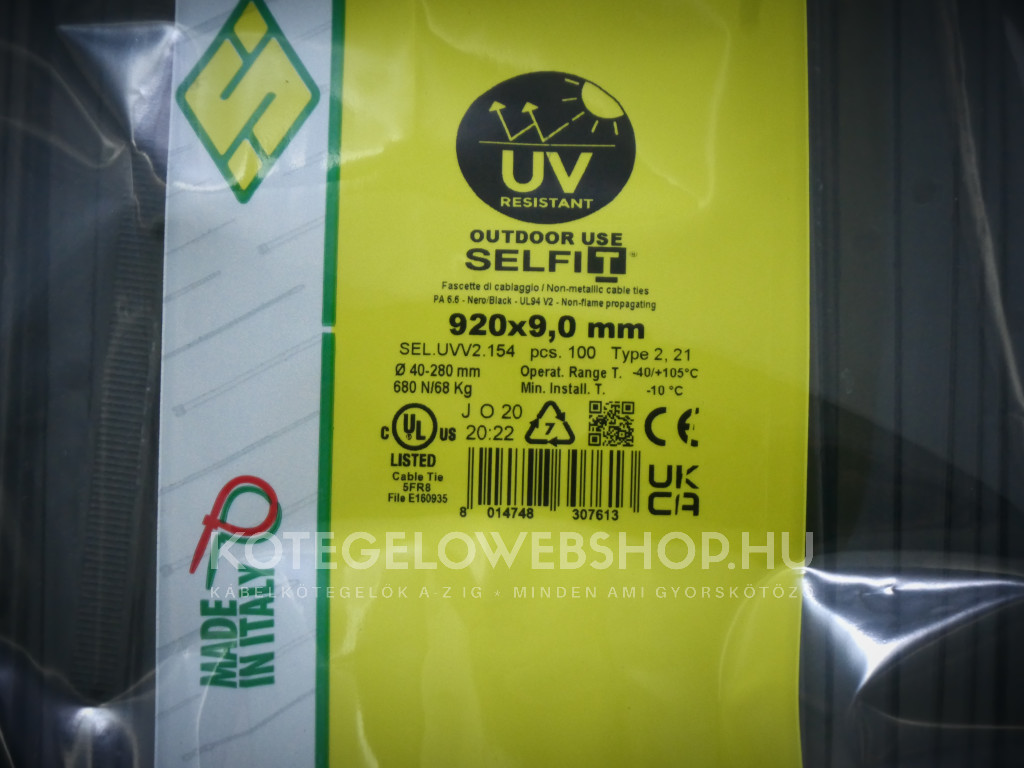 UV
RESISTANT
OUTDOOR USE
SELFIT®
Fascette di cablaggio / Non-metallic cable ties
PA 6.6 - Nero/Black - UL94 V2 - Non-flame propagating
920x9,0 mm
SEL.UVV2.154 pcs. 100 Type 2, 21
Ø 40-280 mm Operat. Range T. -40/+105°C
680 N/68 Kg Min. Install. T. -10 °C
c UL us
LISTED
Cable Tie
5FR8
File E160935
J O 20
20:22
7
CE
UK
CA
8 014748 307613
MADE
IN ITALY
KOTEGELOWEBSHOP.HU
KÁBELKÖTEGELŐK A-Z IG × MINDEN AMI GYORSKÖTÖZŐ